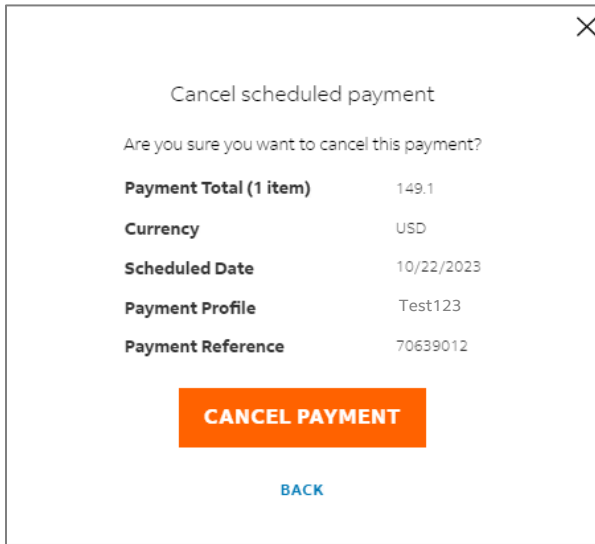 Cancel scheduled payment
Are you sure you want to cancel this payment?
Payment Total (1 item) 149.1
Currency USD
Scheduled Date 10/22/2023
Payment Profile Test123
Payment Reference 70639012
CANCEL PAYMENT
BACK